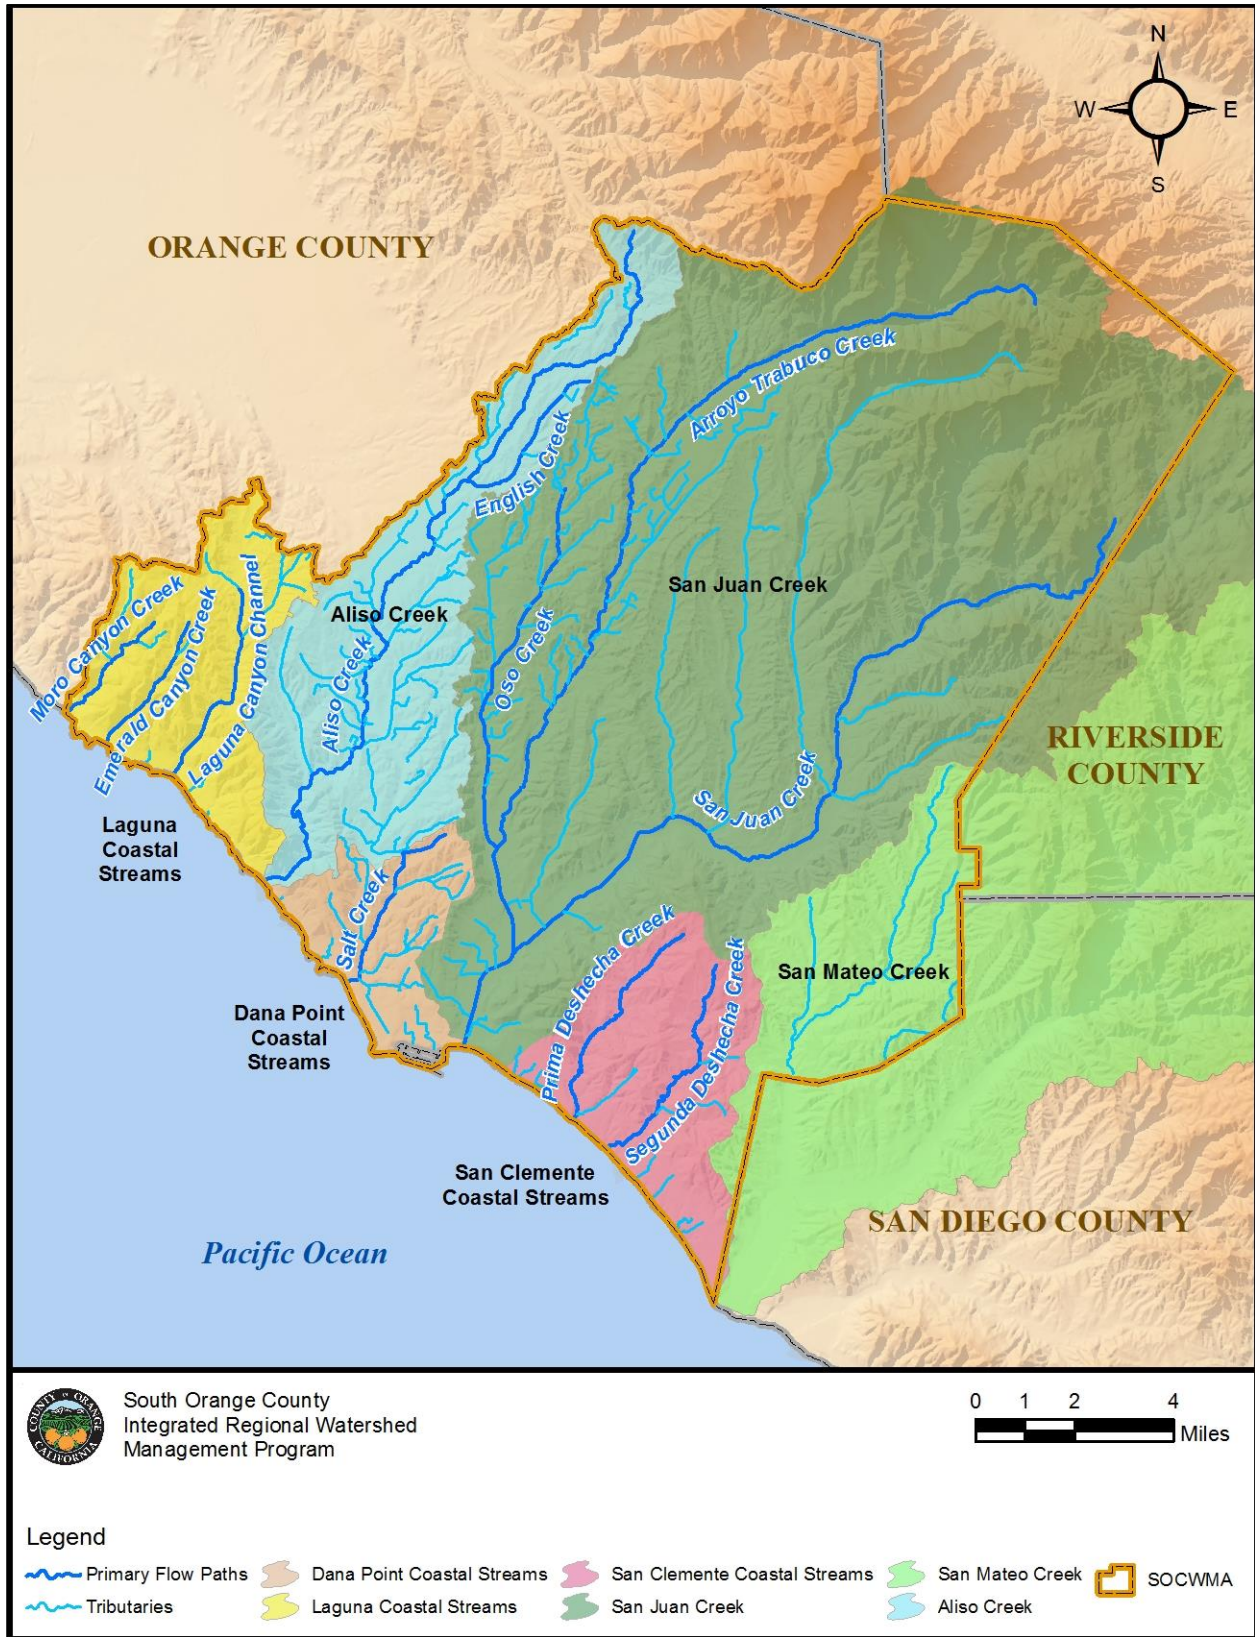 N
W
E
S
ORANGE COUNTY
Arroyo Trabuco Creek
English Creek
San Juan Creek
Aliso Creek
Moro Canyon Creek
Emerald Canyon Creek
Laguna Canyon Channel
Aliso Creek
Oso Creek
RIVERSIDE
COUNTY
San Juan Creek
Laguna
Coastal
Streams
Salt Creek
Prima Deshecha Creek
Segunda Deshecha Creek
San Mateo Creek
Dana Point
Coastal
Streams
San Clemente
Coastal Streams
SAN DIEGO COUNTY
Pacific Ocean
COUNTY OF ORANGE
CALIFORNIA
South Orange County
Integrated Regional Watershed
Management Program
0 1 2 4
Miles
Legend
Primary Flow Paths
Dana Point Coastal Streams
San Clemente Coastal Streams
San Mateo Creek
SOCWMA
Tributaries
Laguna Coastal Streams
San Juan Creek
Aliso Creek